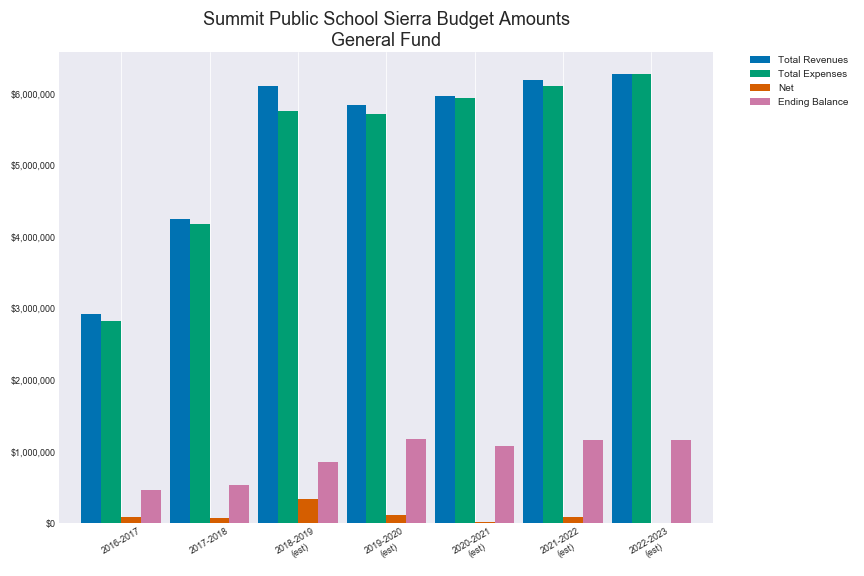 Summit Public School Sierra Budget Amounts
General Fund
Total Revenues
Total Expenses
Net
Ending Balance
$6,000,000
$5,000,000
$4,000,000
$3,000,000
$2,000,000
$1,000,000
$0
2016-2017
2017-2018
2018-2019
(est)
2019-2020
(est)
2020-2021
(est)
2021-2022
(est)
2022-2023
(est)